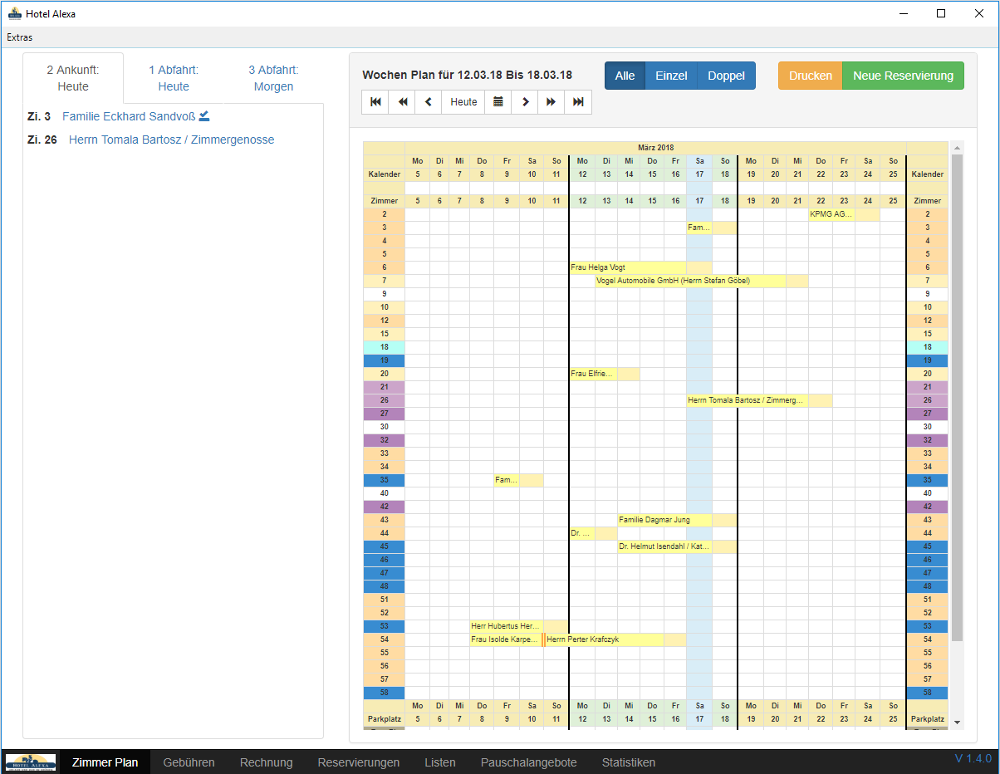 Hotel Alexa
Extras
2 Ankunft: Heute
1 Abfahrt: Heute
3 Abfahrt: Morgen
Zi. 3 Familie Eckhard Sandvoß
Zi. 26 Herrn Tomala Bartosz / Zimmergenosse
Wochen Plan für 12.03.18 Bis 18.03.18
Alle Einzel Doppel
Drucken Neue Reservierung
Heute
März 2018
Mo Di Mi Do Fr Sa So Mo Di Mi Do Fr Sa So Mo Di Mi Do Fr Sa So
Kalender 5 6 7 8 9 10 11 12 13 14 15 16 17 18 19 20 21 22 23 24 25 Kalender
Zimmer 5 6 7 8 9 10 11 12 13 14 15 16 17 18 19 20 21 22 23 24 25 Zimmer
2 KPMG AG... 2
3 Fam... 3
4 4
5 5
6 Frau Helga Vogt 6
7 Vogel Automobile GmbH (Herrn Stefan Göbel) 7
9 9
10 10
12 12
15 15
18 18
19 19
20 Frau Elfrie... 20
21 21
26 Herrn Tomala Bartosz / Zimmerg... 26
27 27
30 30
32 32
33 33
34 34
35 Fam... 35
40 40
42 42
43 Familie Dagmar Jung 43
44 Dr. ... 44
45 Dr. Helmut Isendahl / Kat... 45
46 46
47 47
48 48
51 51
52 52
53 Herr Hubertus Her... 53
54 Frau Isolde Karpe... Herrn Perter Krafczyk 54
55 55
56 56
57 57
58 58
Mo Di Mi Do Fr Sa So Mo Di Mi Do Fr Sa So Mo Di Mi Do Fr Sa So
Parkplatz 5 6 7 8 9 10 11 12 13 14 15 16 17 18 19 20 21 22 23 24 25 Parkplatz
HOTEL ALEXA
Zimmer Plan Gebühren Rechnung Reservierungen Listen Pauschalangebote Statistiken V 1.4.0